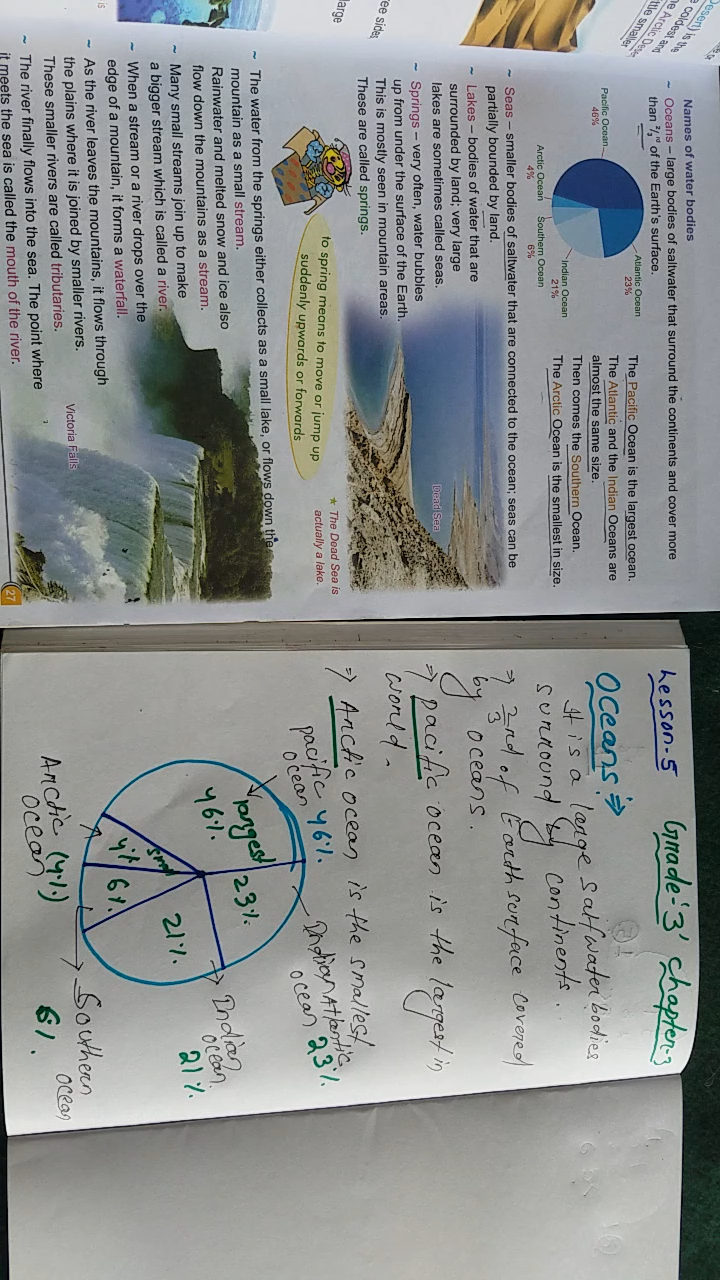 Desert) is the
e coldest
he Arctic
the smaller
ree sides
large
Names of water bodies
~ Oceans – large bodies of saltwater that surround the continents and cover more
than 2/3rd of the Earth's surface.
Pacific Ocean
46%
Atlantic Ocean
23%
Indian Ocean
21%
Southern Ocean
6%
Arctic Ocean
4%
The Pacific Ocean is the largest ocean.
The Atlantic and the Indian Oceans are
almost the same size.
Then comes the Southern Ocean.
The Arctic Ocean is the smallest in size.
~ Seas – smaller bodies of saltwater that are connected to the ocean; seas can be
partially bounded by land.
~ Lakes – bodies of water that are
surrounded by land; very large
lakes are sometimes called seas.
~ Springs – very often, water bubbles
up from under the surface of the Earth.
This is mostly seen in mountain areas.
These are called springs.
Dead Sea
★ The Dead Sea is
actually a lake.
to spring means to move or jump up
suddenly upwards or forwards
~ The water from the springs either collects as a small lake, or flows down the
mountain as a small stream.
Rainwater and melted snow and ice also
flow down the mountains as a stream.
~ Many small streams join up to make
a bigger stream which is called a river.
~ When a stream or a river drops over the
edge of a mountain, it forms a waterfall.
~ As the river leaves the mountains, it flows through
the plains where it is joined by smaller rivers.
These smaller rivers are called tributaries.
~ The river finally flows into the sea. The point where
it meets the sea is called the mouth of the river.
Victoria Falls
27
Lesson-5 Grade-'3' chapter-3
Oceans ⇒
It is a large saltwater bodies
surround by continents.
⇒ 2/3nd of Earth surface covered
by oceans.
⇒ pacific ocean is the largest in
world.
⇒ Arctic ocean is the smallest
pacific 46%.
ocean
Indian Atlantic
ocean 23%
largest
46%
23%
21%
6%
4%
small
Indian
ocean
21%
Southern
ocean
6%.
Arctic (4%)
ocean